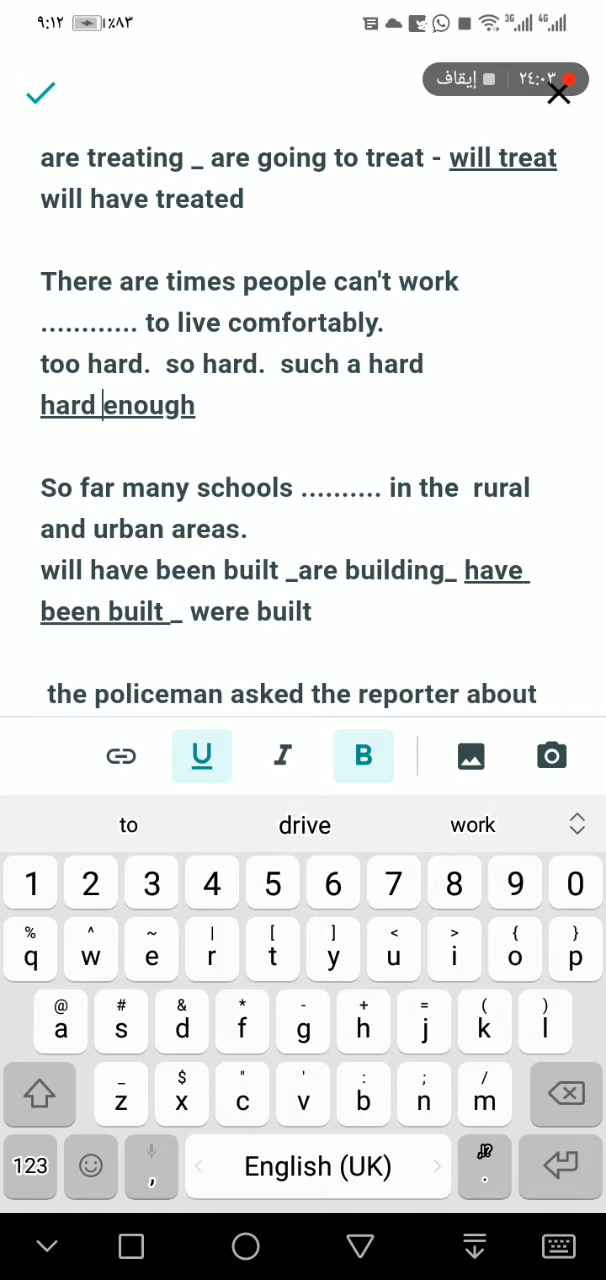 ٩:١٢ ٪٨٣ 3G 4G
إيقاف ٢٤:٠٣
are treating _ are going to treat - will treat
will have treated
There are times people can't work
............ to live comfortably.
too hard.  so hard.  such a hard
hard enough
So far many schools .......... in the  rural
and urban areas.
will have been built _are building_ have
been built _ were built
the policeman asked the reporter about
U I B
to drive work
1 2 3 4 5 6 7 8 9 0
% ^ ~ | [ ] < > { }
q w e r t y u i o p
@ # & * - + = ( )
a s d f g h j k l
_ $ " ' : ; /
z x c v b n m
123 , English (UK) .